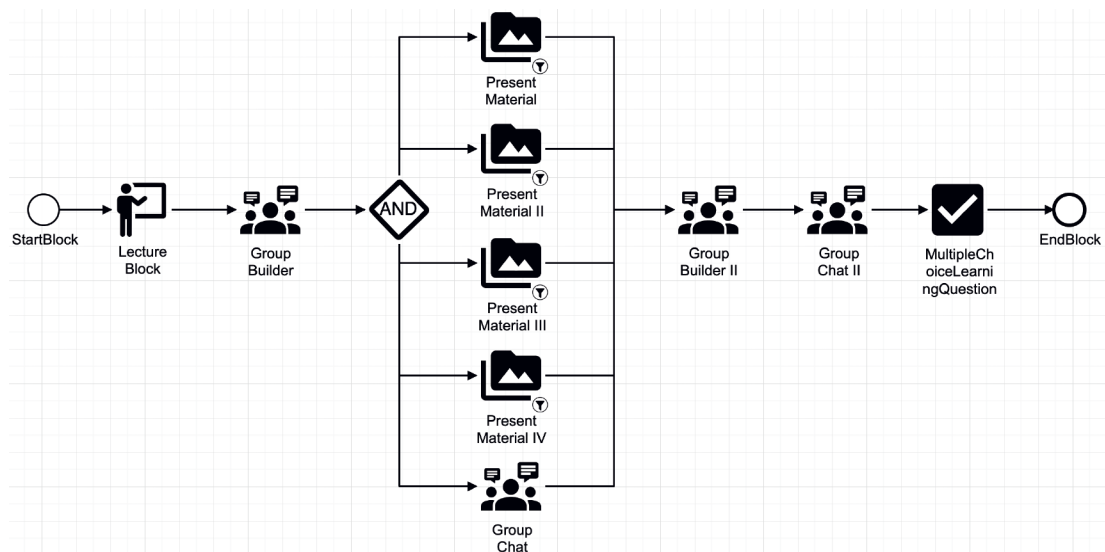 StartBlock
Lecture
Block
Group
Builder
AND
Present
Material
Present
Material II
Present
Material III
Present
Material IV
Group
Chat
Group
Builder II
Group
Chat II
MultipleCh
oiceLearni
ngQuestion
EndBlock